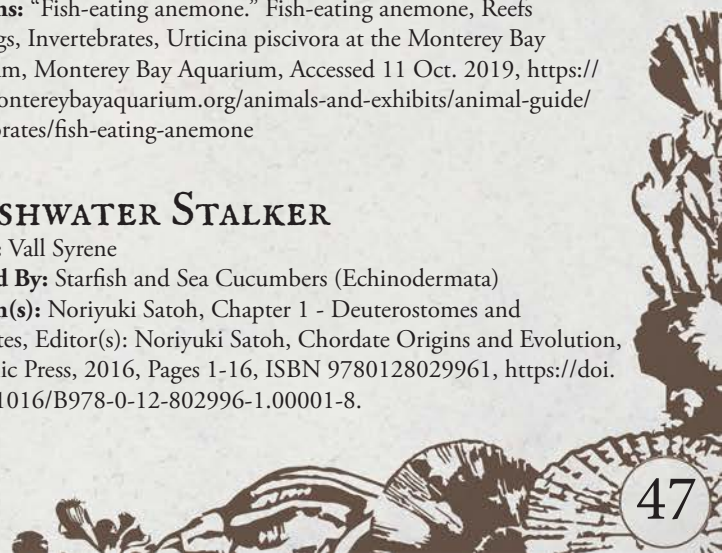 ns: “Fish-eating anemone.” Fish-eating anemone, Reefs
gs, Invertebrates, Urticina piscivora at the Monterey Bay
m, Monterey Bay Aquarium, Accessed 11 Oct. 2019, https://
ontereybayaquarium.org/animals-and-exhibits/animal-guide/
brates/fish-eating-anemone
shwater Stalker
: Vall Syrene
d By: Starfish and Sea Cucumbers (Echinodermata)
n(s): Noriyuki Satoh, Chapter 1 - Deuterostomes and
tes, Editor(s): Noriyuki Satoh, Chordate Origins and Evolution,
ic Press, 2016, Pages 1-16, ISBN 9780128029961, https://doi.
1016/B978-0-12-802996-1.00001-8.
47